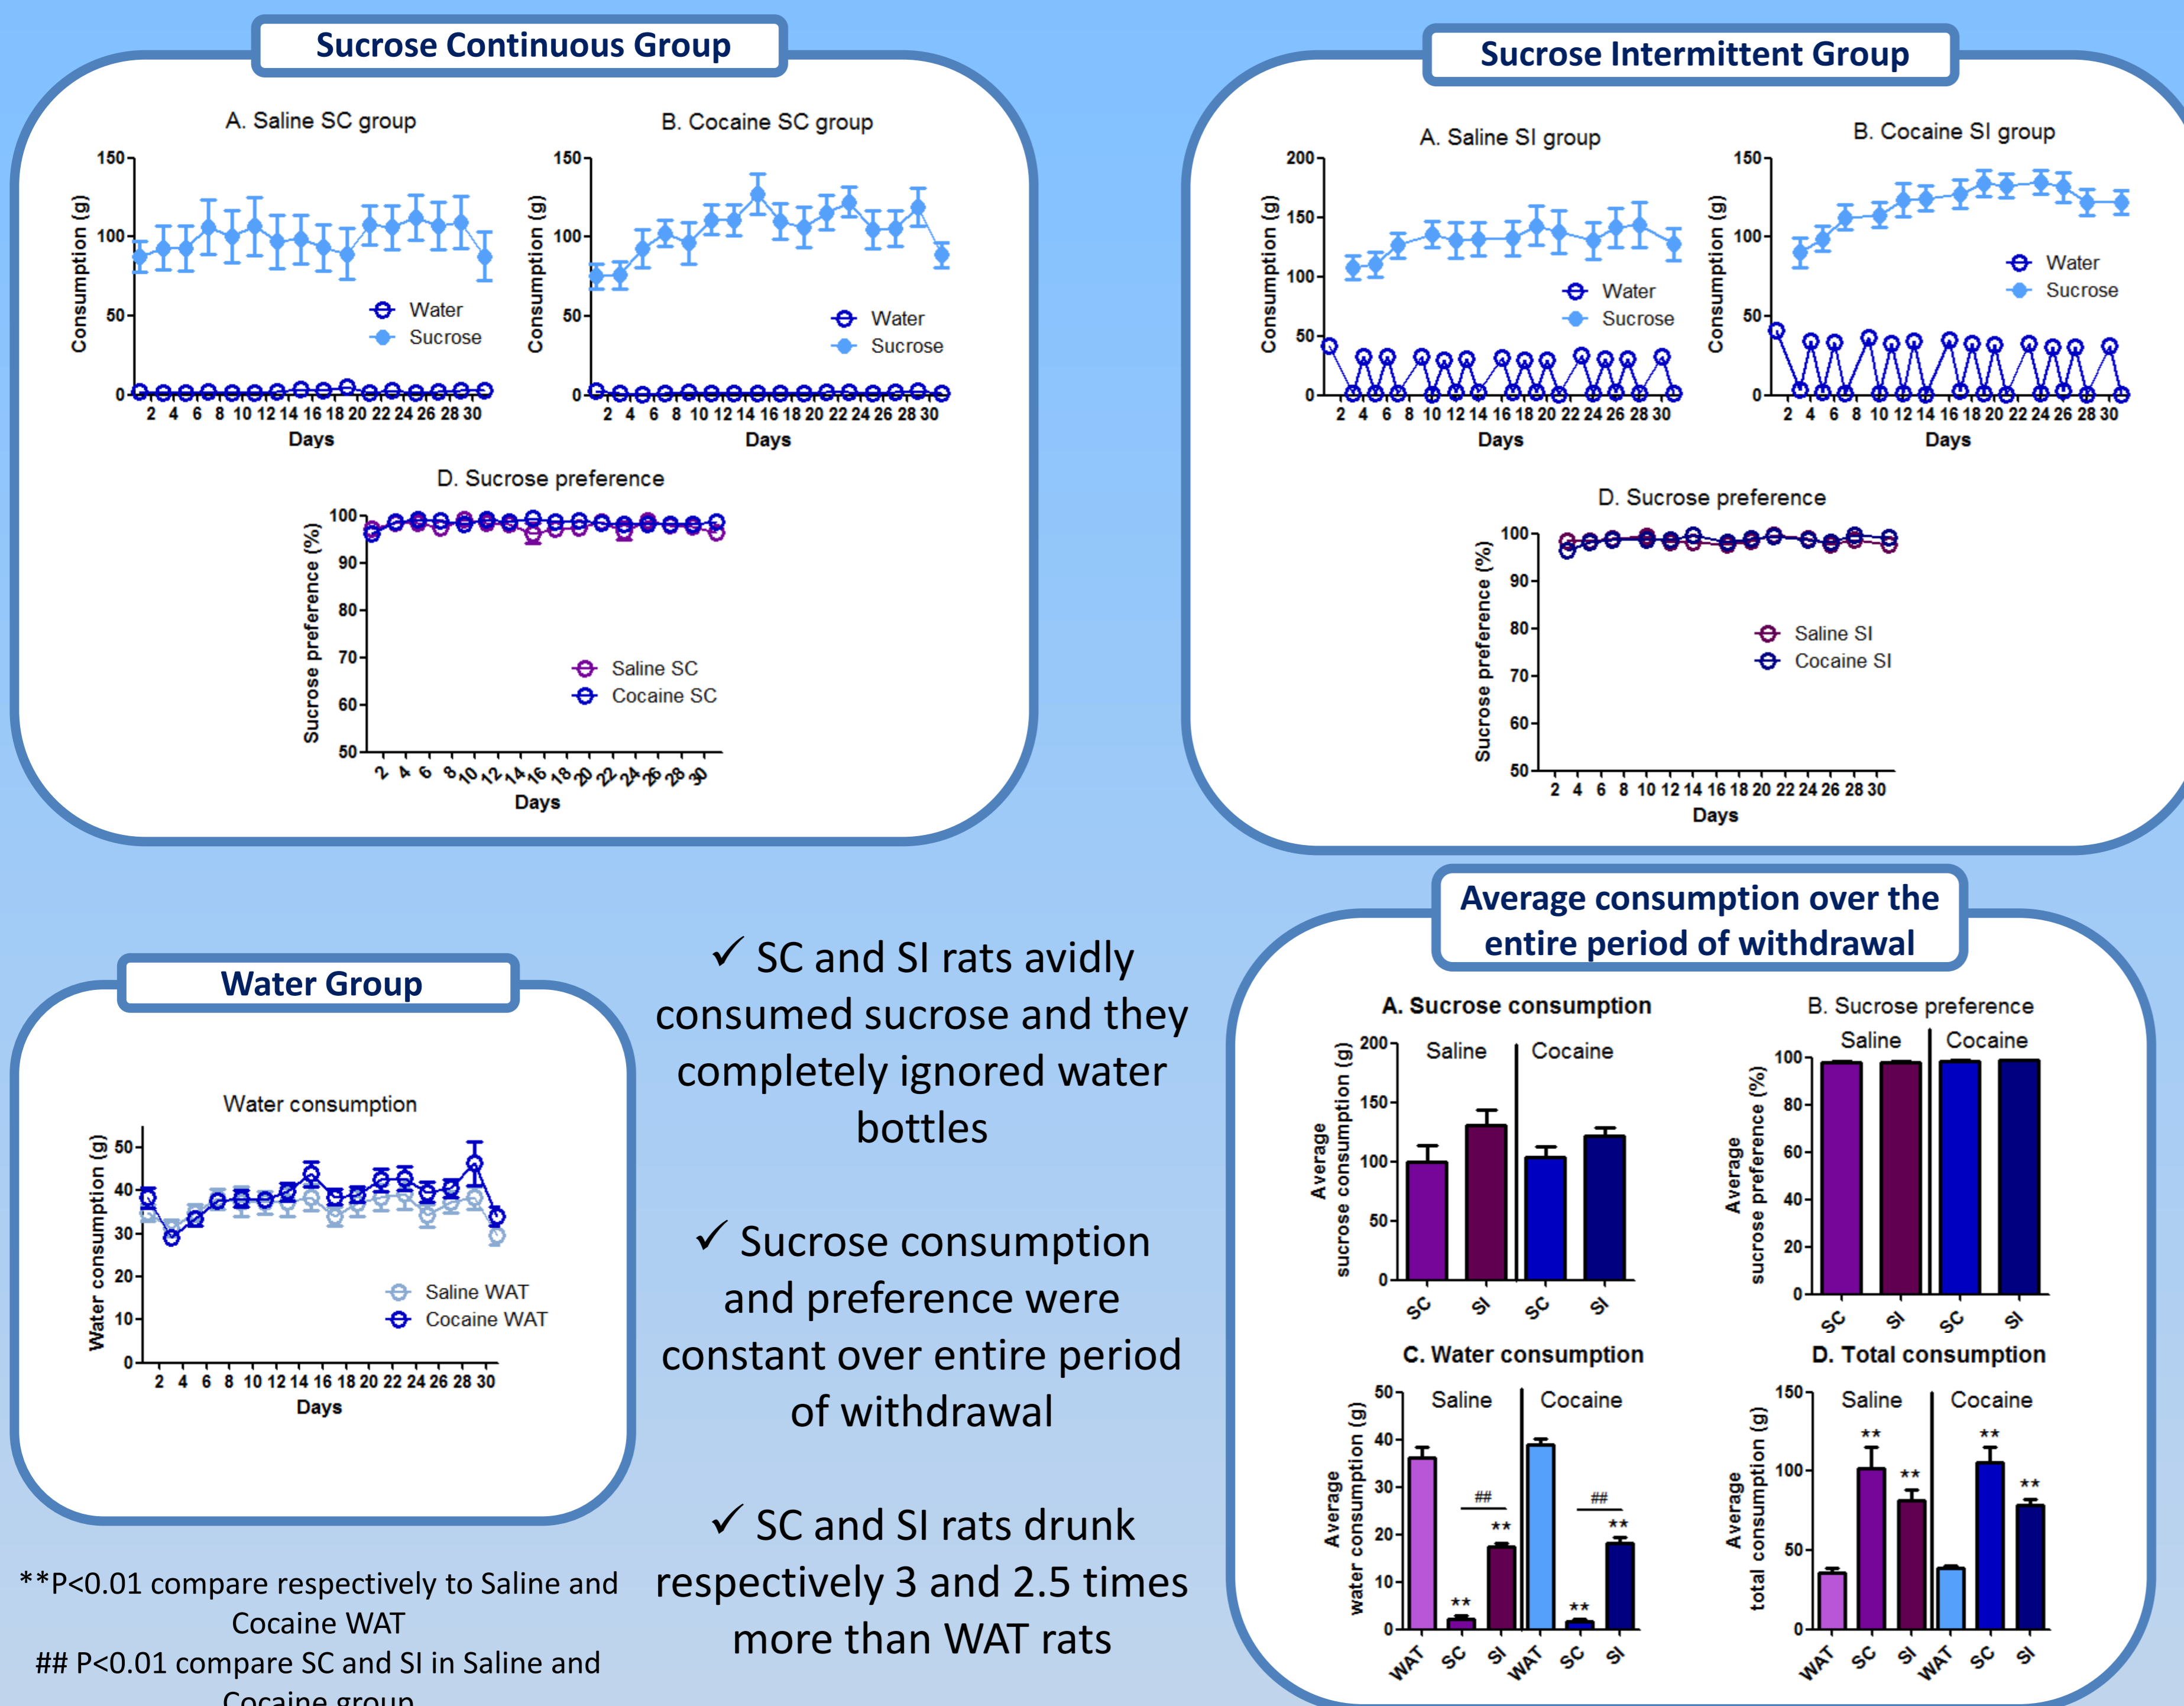 Sucrose Continuous Group
A. Saline SC group
150
100
50
0
Consumption (g)
Water
Sucrose
2 4 6 8 10 12 14 16 18 20 22 24 26 28 30
Days
B. Cocaine SC group
150
100
50
0
Consumption (g)
Water
Sucrose
2 4 6 8 10 12 14 16 18 20 22 24 26 28 30
Days
D. Sucrose preference
100
90
80
70
60
50
Sucrose preference (%)
Saline SC
Cocaine SC
2 4 6 8 10 12 14 16 18 20 22 24 26 28 30
Days
Sucrose Intermittent Group
A. Saline SI group
200
150
100
50
0
Consumption (g)
Water
Sucrose
2 4 6 8 10 12 14 16 18 20 22 24 26 28 30
Days
B. Cocaine SI group
150
100
50
0
Consumption (g)
Water
Sucrose
2 4 6 8 10 12 14 16 18 20 22 24 26 28 30
Days
D. Sucrose preference
100
90
80
70
60
50
Sucrose preference (%)
Saline SI
Cocaine SI
2 4 6 8 10 12 14 16 18 20 22 24 26 28 30
Days
Water Group
Water consumption
50
40
30
20
10
0
Water consumption (g)
Saline WAT
Cocaine WAT
2 4 6 8 10 12 14 16 18 20 22 24 26 28 30
Days
**P<0.01 compare respectively to Saline and
Cocaine WAT
## P<0.01 compare SC and SI in Saline and
Cocaine group
✓ SC and SI rats avidly
consumed sucrose and they
completely ignored water
bottles
✓ Sucrose consumption
and preference were
constant over entire period
of withdrawal
✓ SC and SI rats drunk
respectively 3 and 2.5 times
more than WAT rats
Average consumption over the
entire period of withdrawal
A. Sucrose consumption
Saline Cocaine
200
150
100
50
0
Average
sucrose consumption (g)
SC SI SC SI
B. Sucrose preference
Saline Cocaine
100
80
60
40
20
0
Average
sucrose preference (%)
SC SI SC SI
C. Water consumption
Saline Cocaine
50
40
30
20
10
0
Average
water consumption (g)
## ##
** ** ** **
WAT SC SI WAT SC SI
D. Total consumption
Saline Cocaine
150
100
50
0
Average
total consumption (g)
** ** ** **
WAT SC SI WAT SC SI